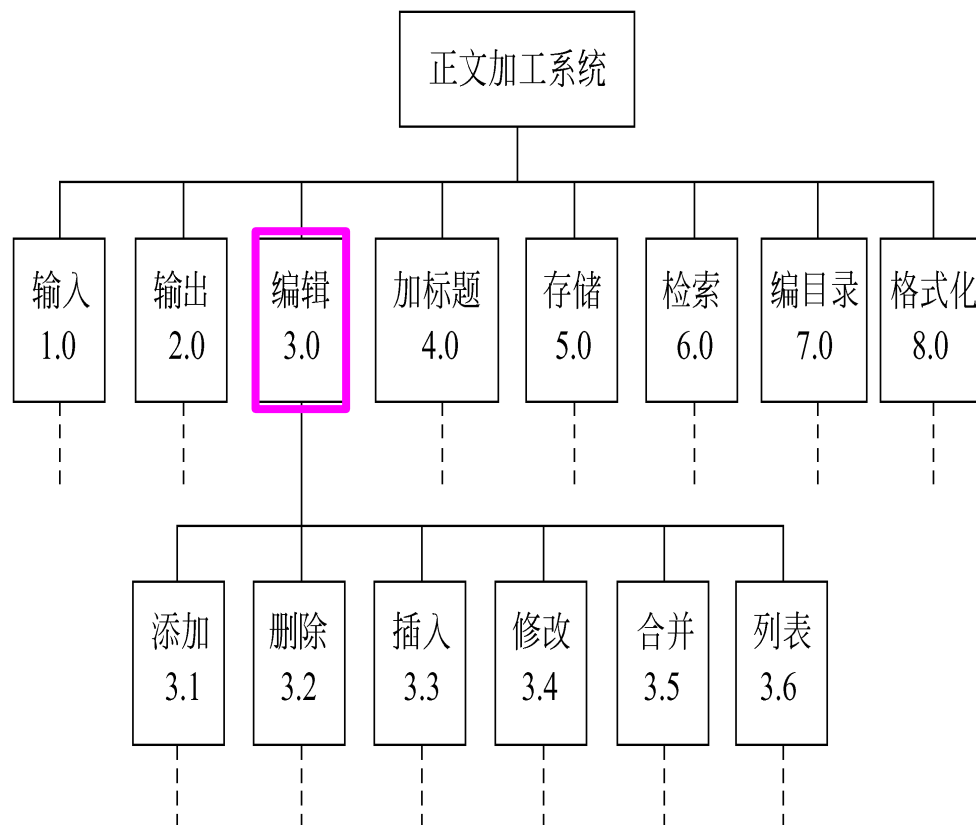 正文加工系统
输入 输出 编辑 加标题 存储 检索 编目录 格式化
1.0 2.0 3.0 4.0 5.0 6.0 7.0 8.0
添加 删除 插入 修改 合并 列表
3.1 3.2 3.3 3.4 3.5 3.6